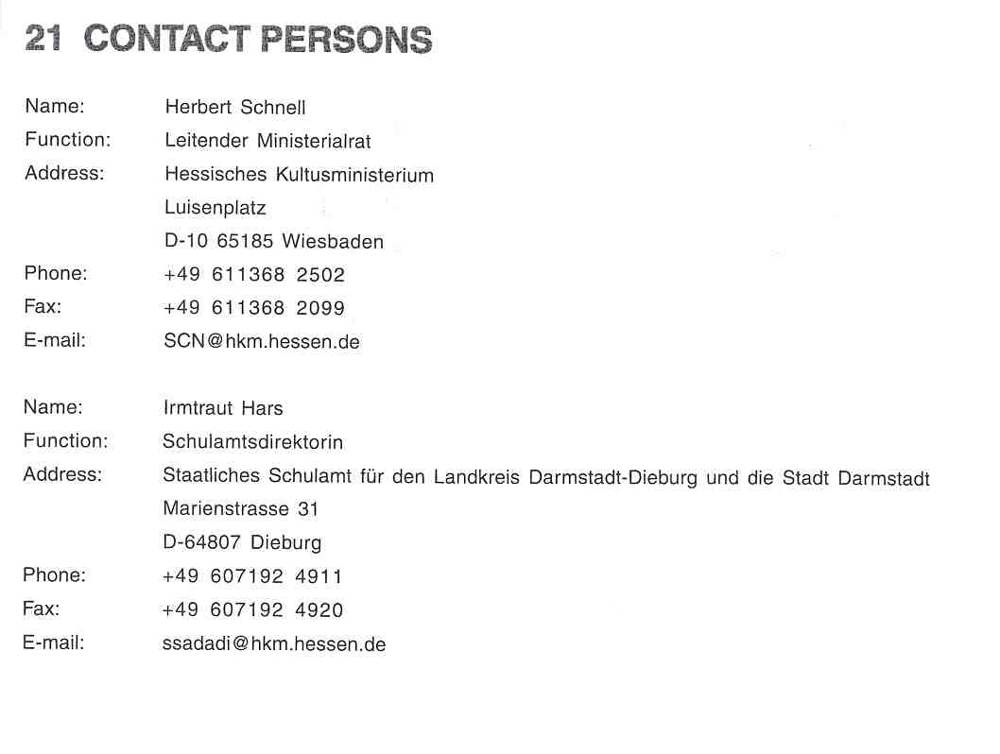 21 CONTACT PERSONS
Name: Herbert Schnell
Function: Leitender Ministerialrat
Address: Hessisches Kultusministerium
Luisenplatz
D-10 65185 Wiesbaden
Phone: +49 611368 2502
Fax: +49 611368 2099
E-mail: SCN@hkm.hessen.de
Name: Irmtraut Hars
Function: Schulamtsdirektorin
Address: Staatliches Schulamt für den Landkreis Darmstadt-Dieburg und die Stadt Darmstadt
Marienstrasse 31
D-64807 Dieburg
Phone: +49 607192 4911
Fax: +49 607192 4920
E-mail: ssadadi@hkm.hessen.de